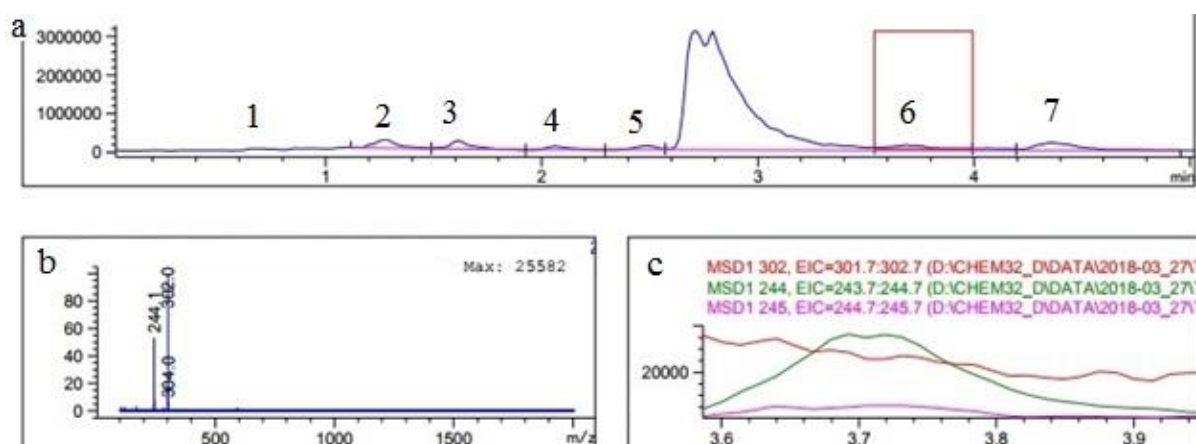 a
3000000
2000000
1000000
0
1 2 3 4 5 6 7
1 2 3 4 min
b
Max: 25582
80
60
40
20
0
244.1
302.0
304.0
500 1000 1500 m/z
c
MSD1 302, EIC=301.7:302.7 (D:\CHEM32_D\DATA\2018-03_27\
MSD1 244, EIC=243.7:244.7 (D:\CHEM32_D\DATA\2018-03_27\
MSD1 245, EIC=244.7:245.7 (D:\CHEM32_D\DATA\2018-03_27\
20000
3.6 3.7 3.8 3.9